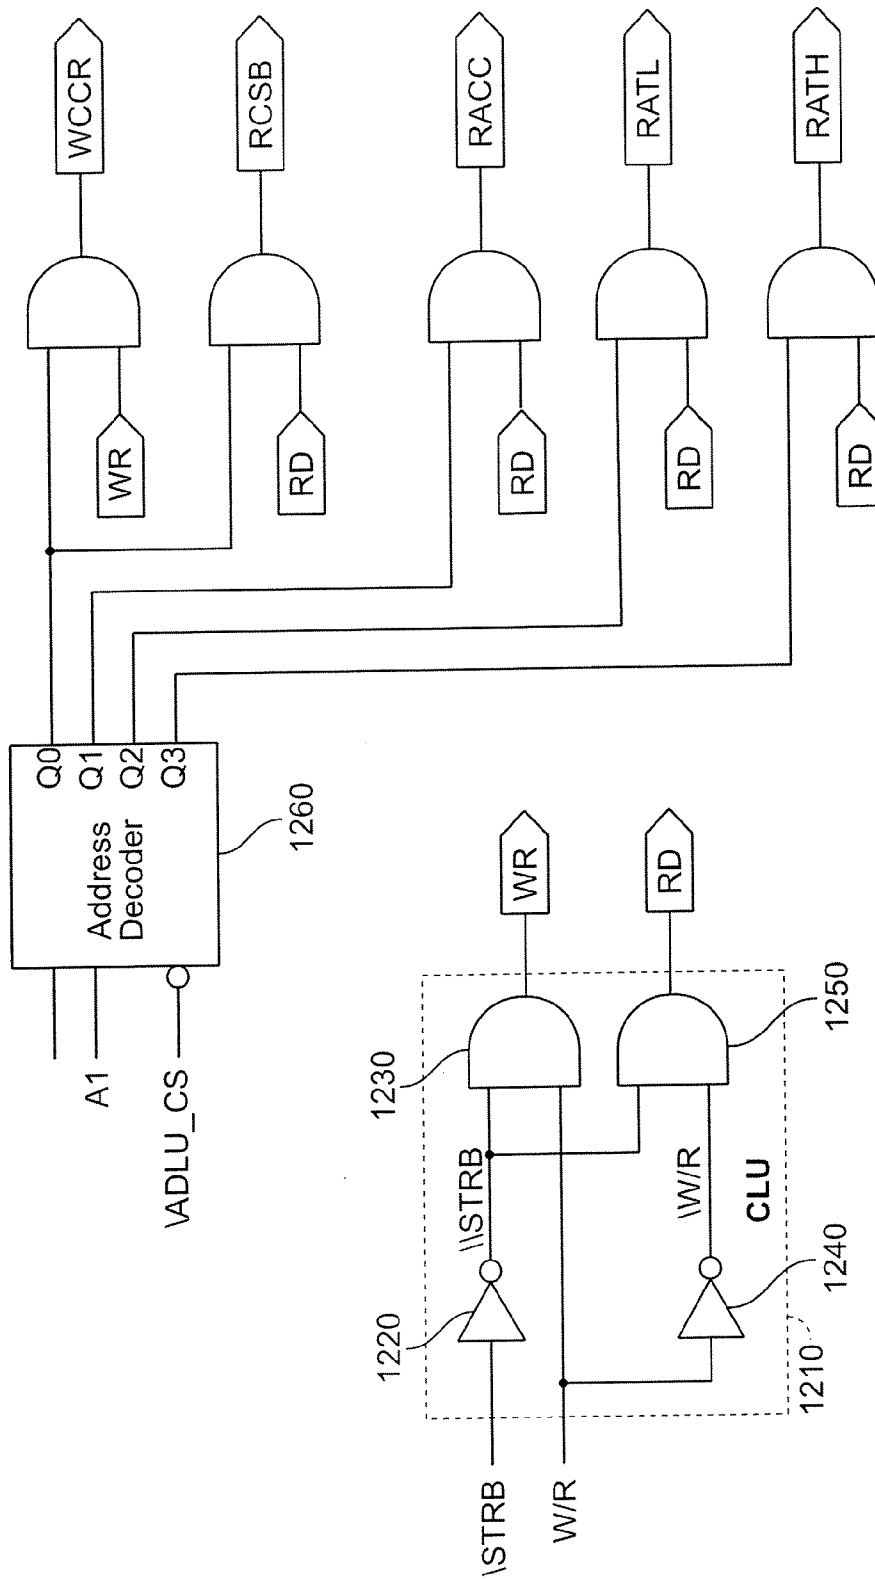 WCCR
RCSB
RACC
RATL
RATH
WR
RD
RD
RD
RD
Q0
Q1
Q2
Q3
Address
Decoder
1260
A1
\ADLU_CS
WR
RD
1230
1250
\\STRB
\W/R
CLU
1220
1240
1210
\STRB
W/R